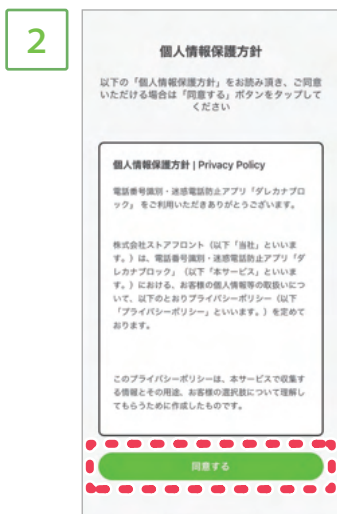 2
個人情報保護方針
以下の「個人情報保護方針」をお読み頂き、ご同意
いただける場合は「同意する」ボタンをタップして
ください
個人情報保護方針 | Privacy Policy
電話番号識別・迷惑電話防止アプリ「ダレカナブロ
ック」 をご利用いただきありがとうございます。
株式会社ストアフロント（以下「当社」といいま
す。）は、電話番号識別・迷惑電話防止アプリ「ダ
レカナブロック」（以下「本サービス」といいま
す。）における、お客様の個人情報等の取扱いにつ
いて、以下のとおりプライバシーポリシー（以下
「プライバシーポリシー」といいます。）を定めて
おります。
このプライバシーポリシーは、本サービスで収集す
る情報とその用途、お客様の選択肢について理解し
てもらうために作成したものです。
同意する